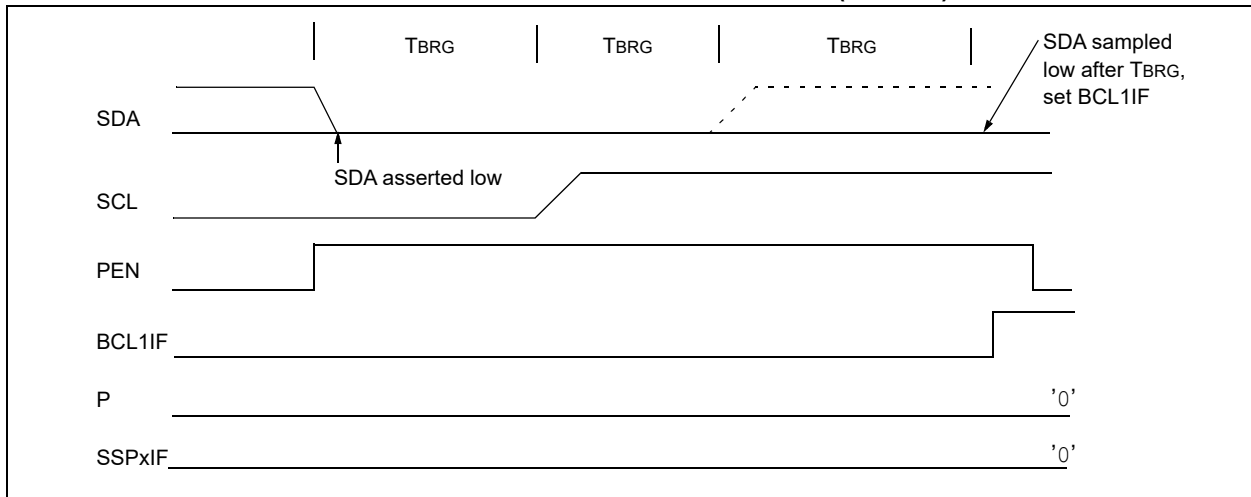 TBRG TBRG TBRG
SDA sampled
low after TBRG,
set BCL1IF
SDA
SDA asserted low
SCL
PEN
BCL1IF
P '0'
SSPxIF '0'